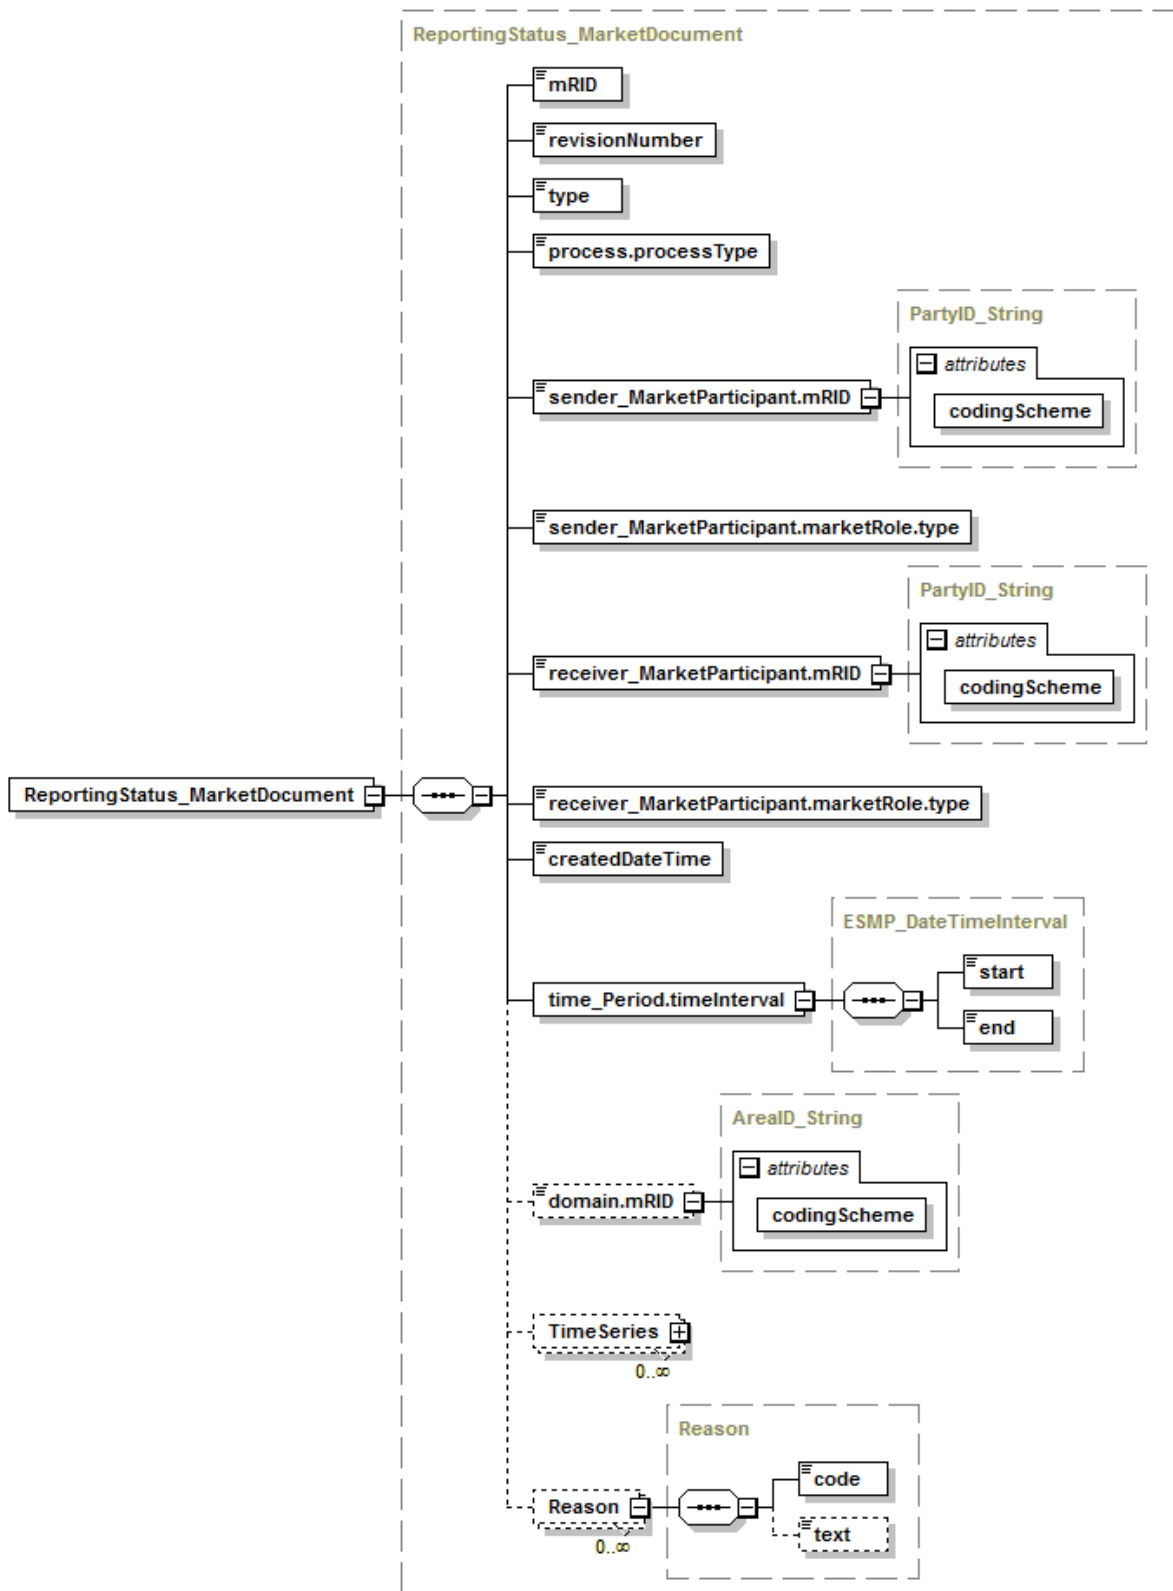 ReportingStatus_MarketDocument
mRID
revisionNumber
type
process.processType
PartyID_String
attributes
sender_MarketParticipant.mRID
codingScheme
sender_MarketParticipant.marketRole.type
PartyID_String
attributes
receiver_MarketParticipant.mRID
codingScheme
ReportingStatus_MarketDocument
receiver_MarketParticipant.marketRole.type
createdDateTime
ESMP_DateTimeInterval
start
time_Period.timeInterval
end
AreaID_String
attributes
domain.mRID
codingScheme
TimeSeries
0..∞
Reason
code
Reason
text
0..∞